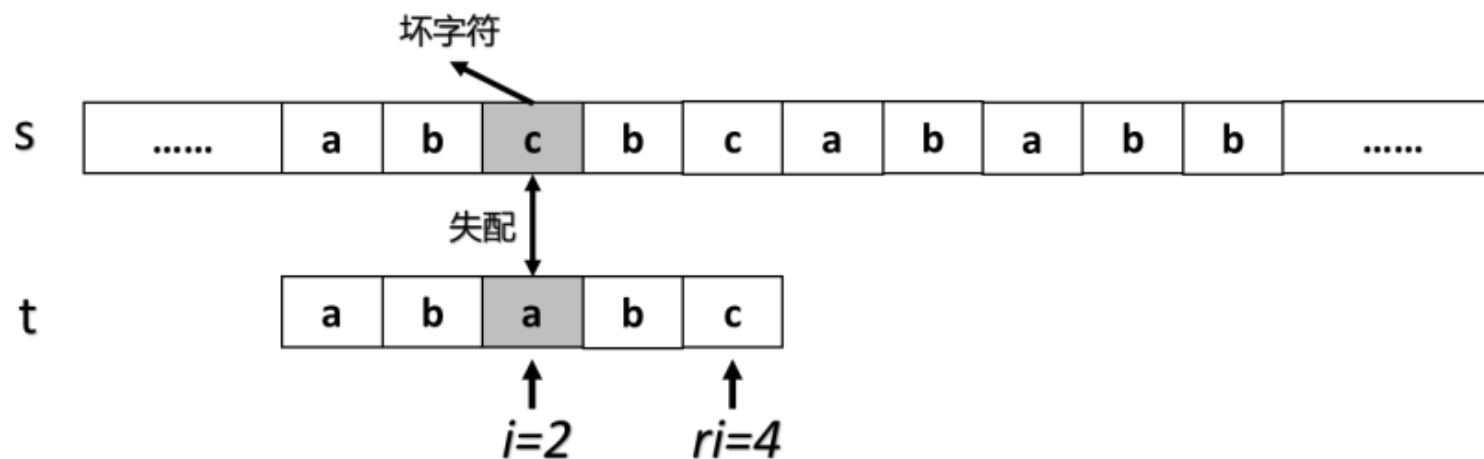 坏字符
s ...... a b c b c a b a b b ......
失配
t a b a b c
i=2 ri=4